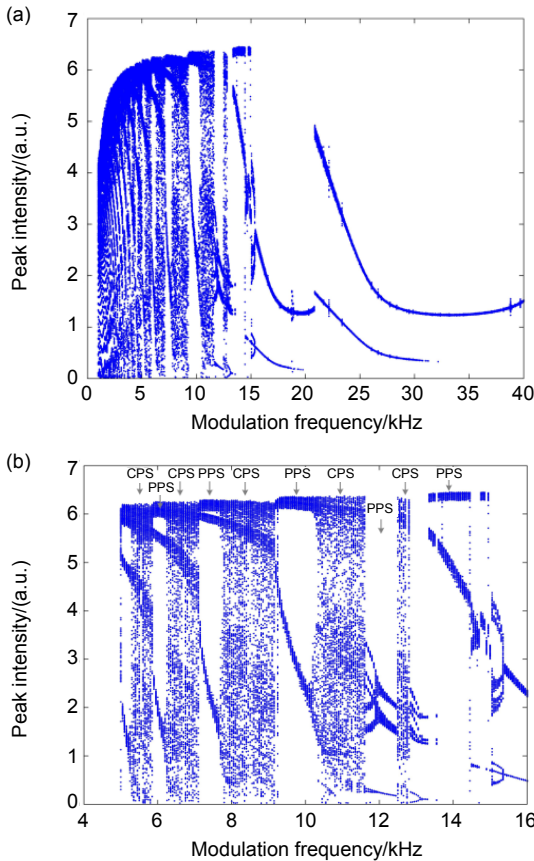 (a)
7
6
5
4
3
2
1
0
Peak intensity/(a.u.)
0 5 10 15 20 25 30 35 40
Modulation frequency/kHz
(b)
7
6
5
4
3
2
1
0
Peak intensity/(a.u.)
CPS CPS PPS CPS PPS CPS CPS PPS
PPS
PPS
4 6 8 10 12 14 16
Modulation frequency/kHz